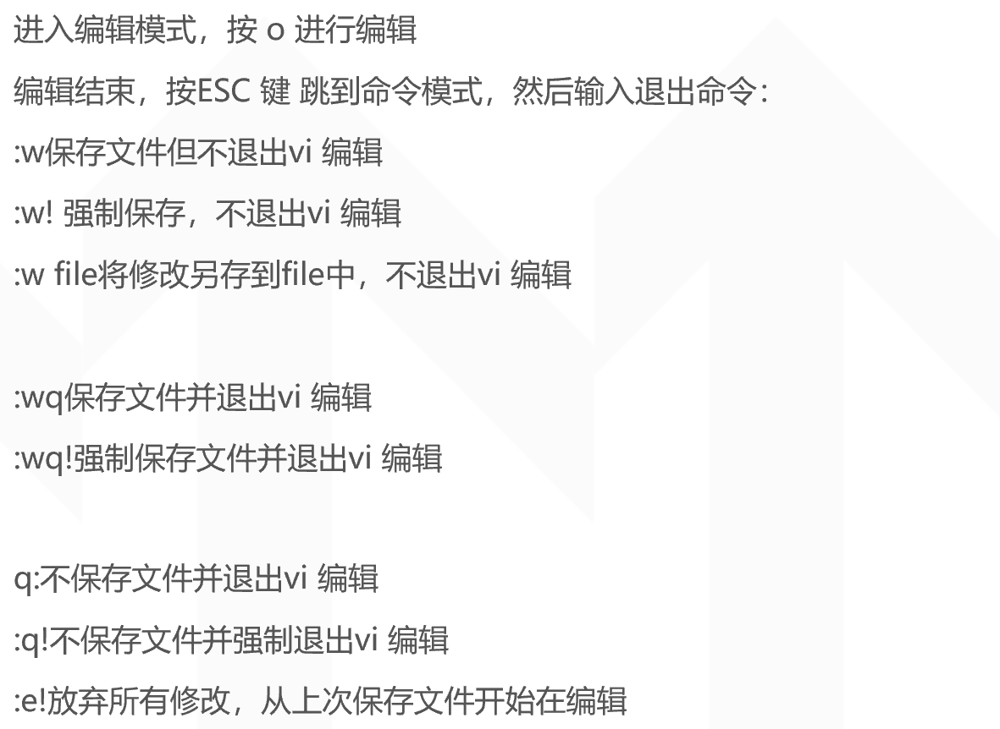 进入编辑模式，按 o 进行编辑
编辑结束，按ESC 键 跳到命令模式，然后输入退出命令：
:w保存文件但不退出vi 编辑
:w! 强制保存，不退出vi 编辑
:w file将修改另存到file中，不退出vi 编辑
:wq保存文件并退出vi 编辑
:wq!强制保存文件并退出vi 编辑
q:不保存文件并退出vi 编辑
:q!不保存文件并强制退出vi 编辑
:e!放弃所有修改，从上次保存文件开始在编辑